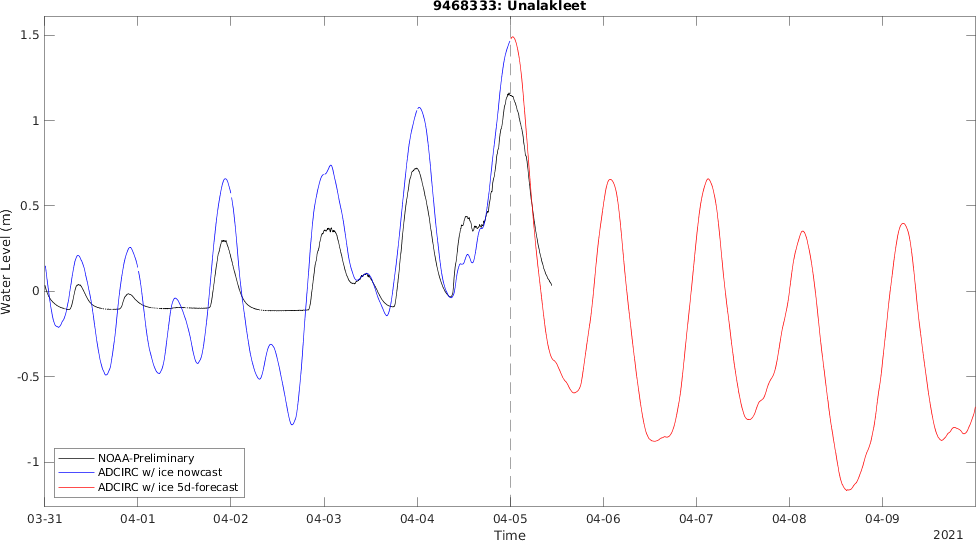 9468333: Unalakleet
Water Level (m)
1.5
1
0.5
0
-0.5
-1
NOAA-Preliminary
ADCIRC w/ ice nowcast
ADCIRC w/ ice 5d-forecast
03-31 04-01 04-02 04-03 04-04 04-05 04-06 04-07 04-08 04-09
Time
2021